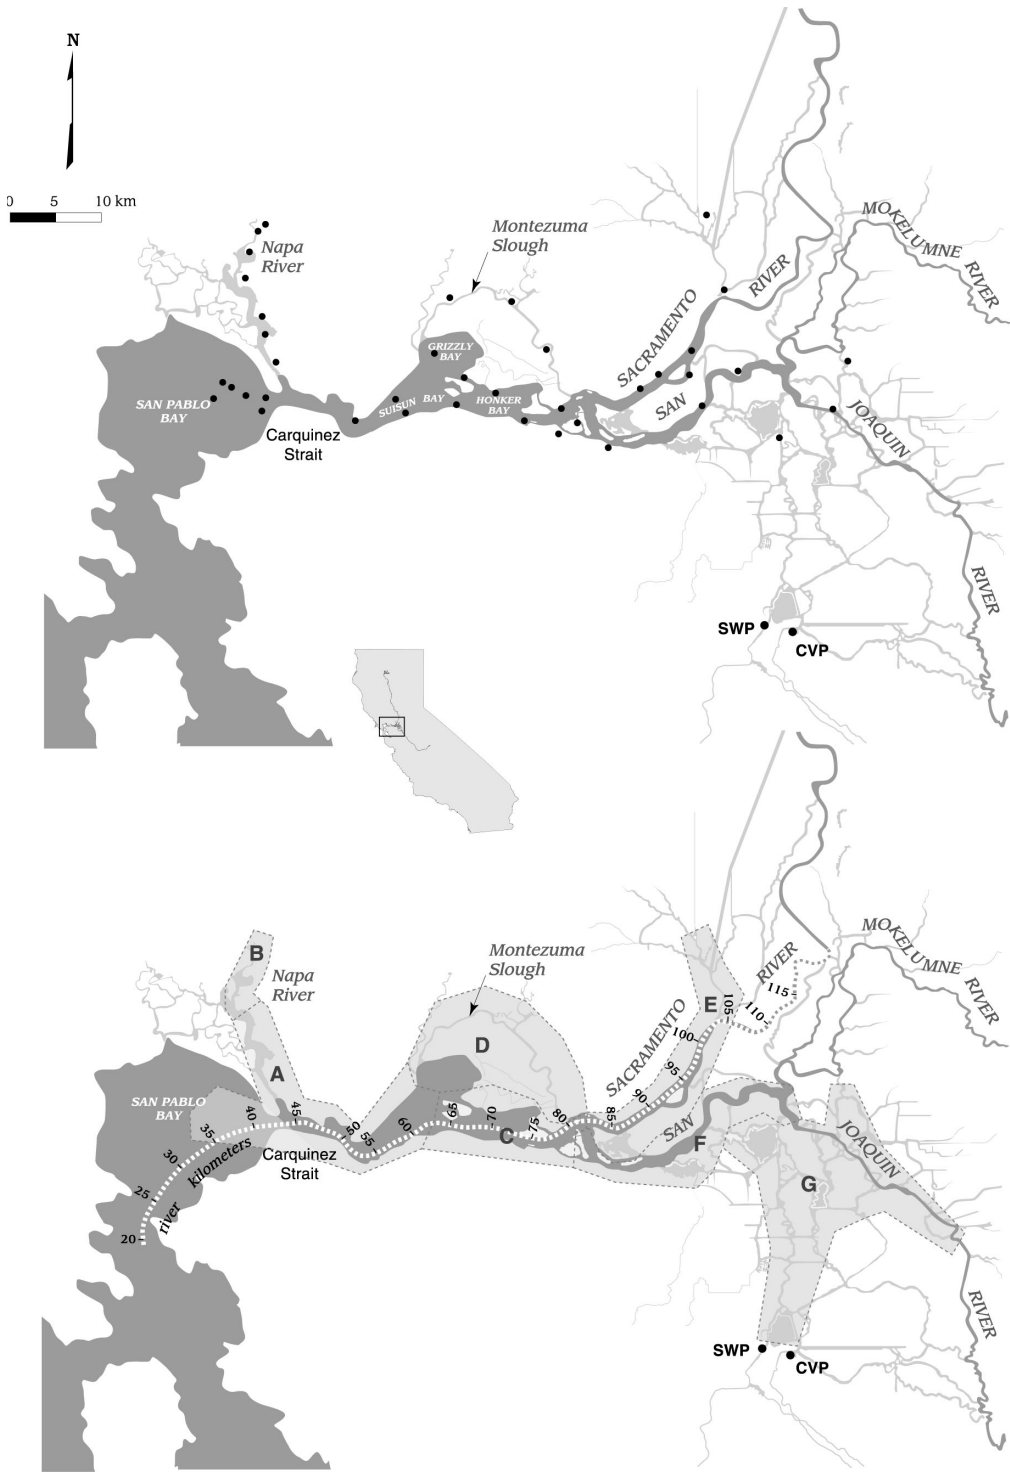 N
0 5 10 km
MOKELUMNE RIVER
Montezuma
Slough
Napa
River
SACRAMENTO RIVER
GRIZZLY
BAY
SAN PABLO
BAY
SUISUN BAY
HONKER
BAY
SAN JOAQUIN RIVER
Carquinez
Strait
SWP
CVP
MOKELUMNE RIVER
B
Montezuma
Slough
Napa
River
SACRAMENTO RIVER
E
D
A
SAN PABLO
BAY
C
SAN JOAQUIN RIVER
F
G
Carquinez
Strait
river kilometers
20
25
30
35
40
45
50
55
60
65
70
75
80
85
90
95
100
105
110
115
SWP
CVP